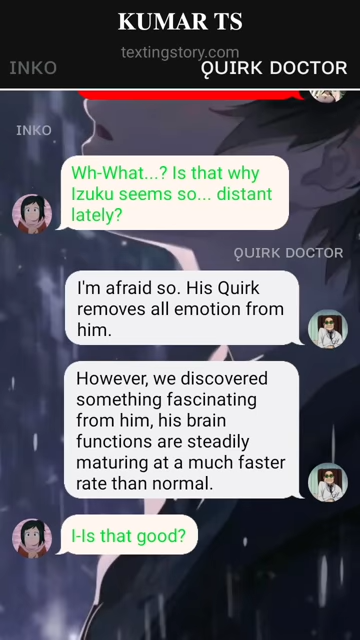 KUMAR TS
textingstory.com
INKO
QUIRK DOCTOR
INKO
Wh-What...? Is that why
Izuku seems so... distant
lately?
QUIRK DOCTOR
I'm afraid so. His Quirk
removes all emotion from
him.
However, we discovered
something fascinating
from him, his brain
functions are steadily
maturing at a much faster
rate than normal.
I-Is that good?